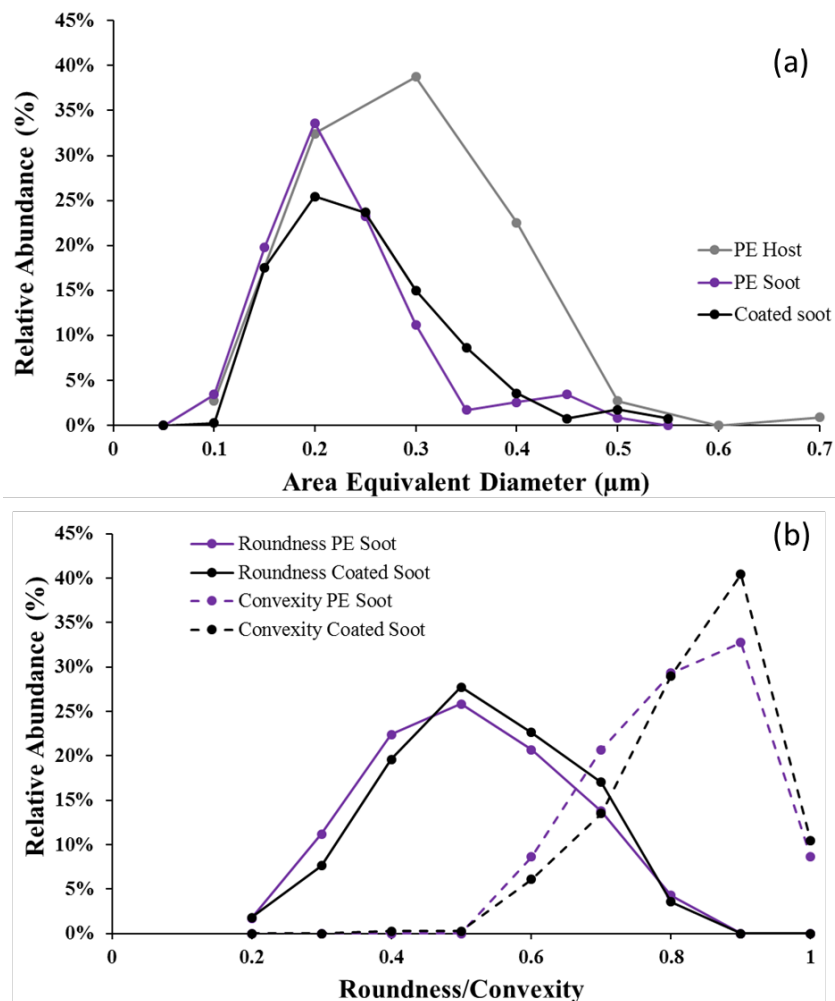 45%
40%
35%
30%
25%
20%
15%
10%
5%
0%
Relative Abundance (%)
(a)
PE Host
PE Soot
Coated soot
0 0.1 0.2 0.3 0.4 0.5 0.6 0.7
Area Equivalent Diameter (µm)
45%
40%
35%
30%
25%
20%
15%
10%
5%
0%
Relative Abundance (%)
(b)
Roundness PE Soot
Roundness Coated Soot
Convexity PE Soot
Convexity Coated Soot
0 0.2 0.4 0.6 0.8 1
Roundness/Convexity